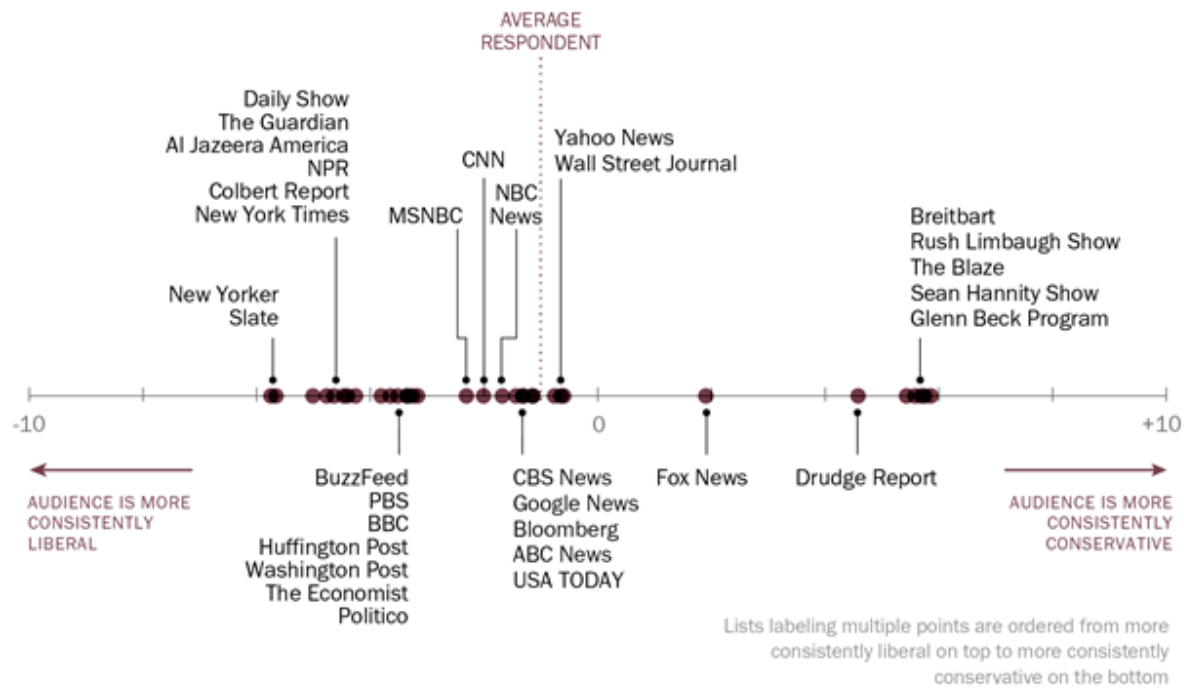 AVERAGE
RESPONDENT
Daily Show
The Guardian
Al Jazeera America
NPR
Colbert Report
New York Times
New Yorker
Slate
MSNBC
CNN
NBC
News
Yahoo News
Wall Street Journal
Breitbart
Rush Limbaugh Show
The Blaze
Sean Hannity Show
Glenn Beck Program
-10
0
+10
AUDIENCE IS MORE
CONSISTENTLY
LIBERAL
BuzzFeed
PBS
BBC
Huffington Post
Washington Post
The Economist
Politico
CBS News
Google News
Bloomberg
ABC News
USA TODAY
Fox News
Drudge Report
AUDIENCE IS MORE
CONSISTENTLY
CONSERVATIVE
Lists labeling multiple points are ordered from more
consistently liberal on top to more consistently
conservative on the bottom